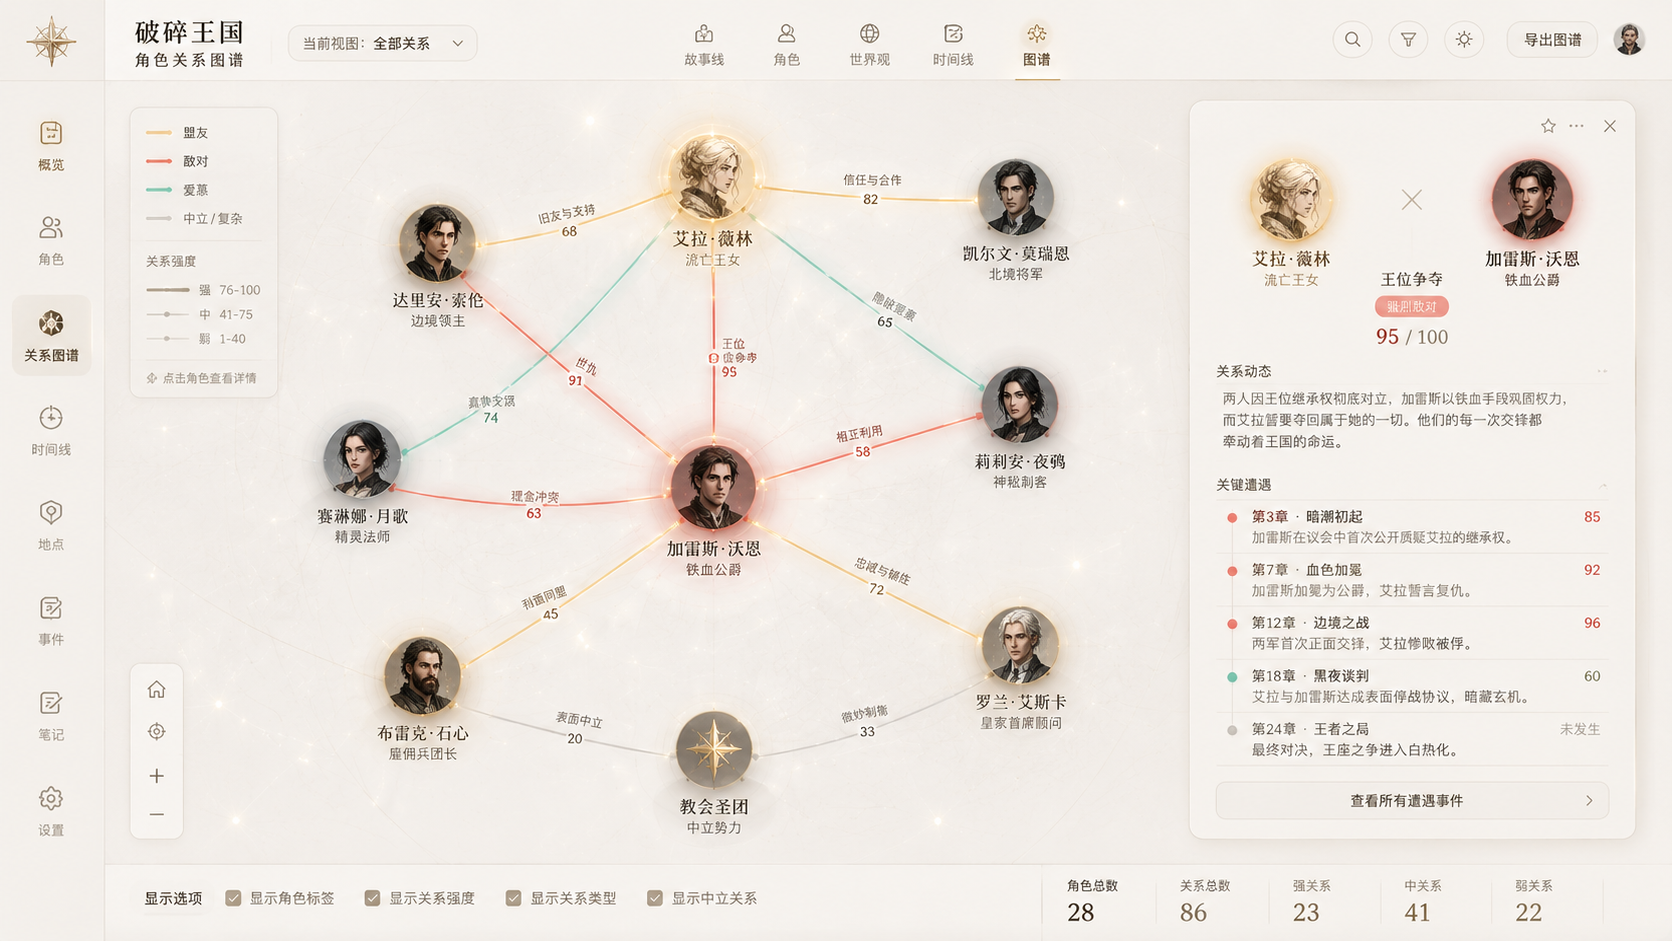 破碎王国
角色关系图谱
当前视图：全部关系
故事线
角色
世界观
时间线
图谱
导出图谱
概览
角色
关系图谱
时间线
地点
事件
笔记
设置
盟友
敌对
爱慕
中立 / 复杂
关系强度
强 76-100
中 41-75
1-40
点击角色查看详情
艾拉·薇林
流亡王女
达里安·索伦
边境领主
凯尔文·莫瑞恩
北境将军
赛琳娜·月歌
精灵法师
莉莉安·夜鸦
神秘刺客
加雷斯·沃恩
铁血公爵
布雷克·石心
雇佣兵团长
罗兰·艾斯卡
皇家首席顾问
教会圣团
中立势力
旧友与支持
68
信任与合作
82
65
世仇
91
王位
95
74
相互利用
58
理念冲突
63
45
72
表面中立
20
33
艾拉·薇林
流亡王女
加雷斯·沃恩
铁血公爵
王位争夺
强烈敌对
95 / 100
关系动态
两人因王位继承权彻底对立，加雷斯以铁血手段巩固权力，
而艾拉誓要夺回属于她的一切。他们的每一次交锋都
牵动着王国的命运。
关键遭遇
第3章 · 暗潮初起 85
加雷斯在议会中首次公开质疑艾拉的继承权。
第7章 · 血色加冕 92
加雷斯加冕为公爵，艾拉誓言复仇。
第12章 · 边境之战 96
两军首次正面交锋，艾拉惨败被俘。
第18章 · 黑夜谈判 60
艾拉与加雷斯达成表面停战协议，暗藏玄机。
第24章 · 王者之局 未发生
最终对决，王座之争进入白热化。
查看所有遭遇事件
显示选项
显示角色标签
显示关系强度
显示关系类型
显示中立关系
角色总数
28
关系总数
86
强关系
23
中关系
41
弱关系
22